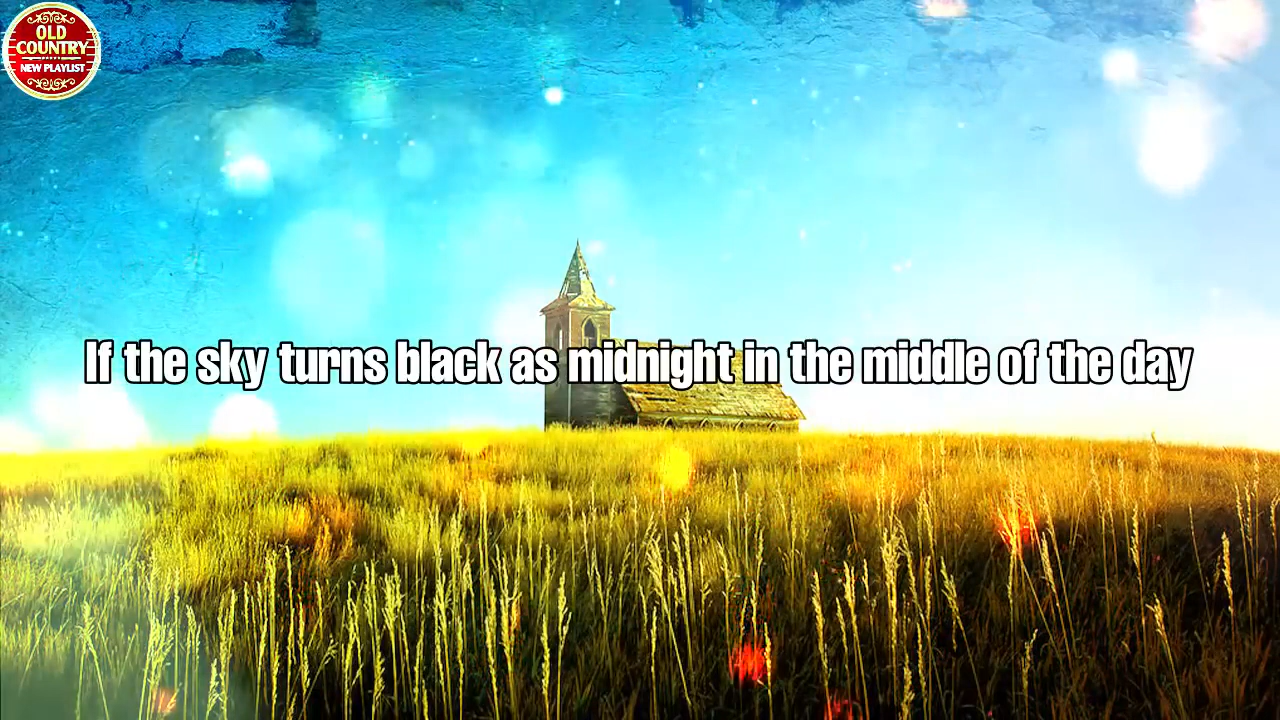 OLD
COUNTRY
NEW PLAYLIST
If the sky turns black as midnight in the middle of the day